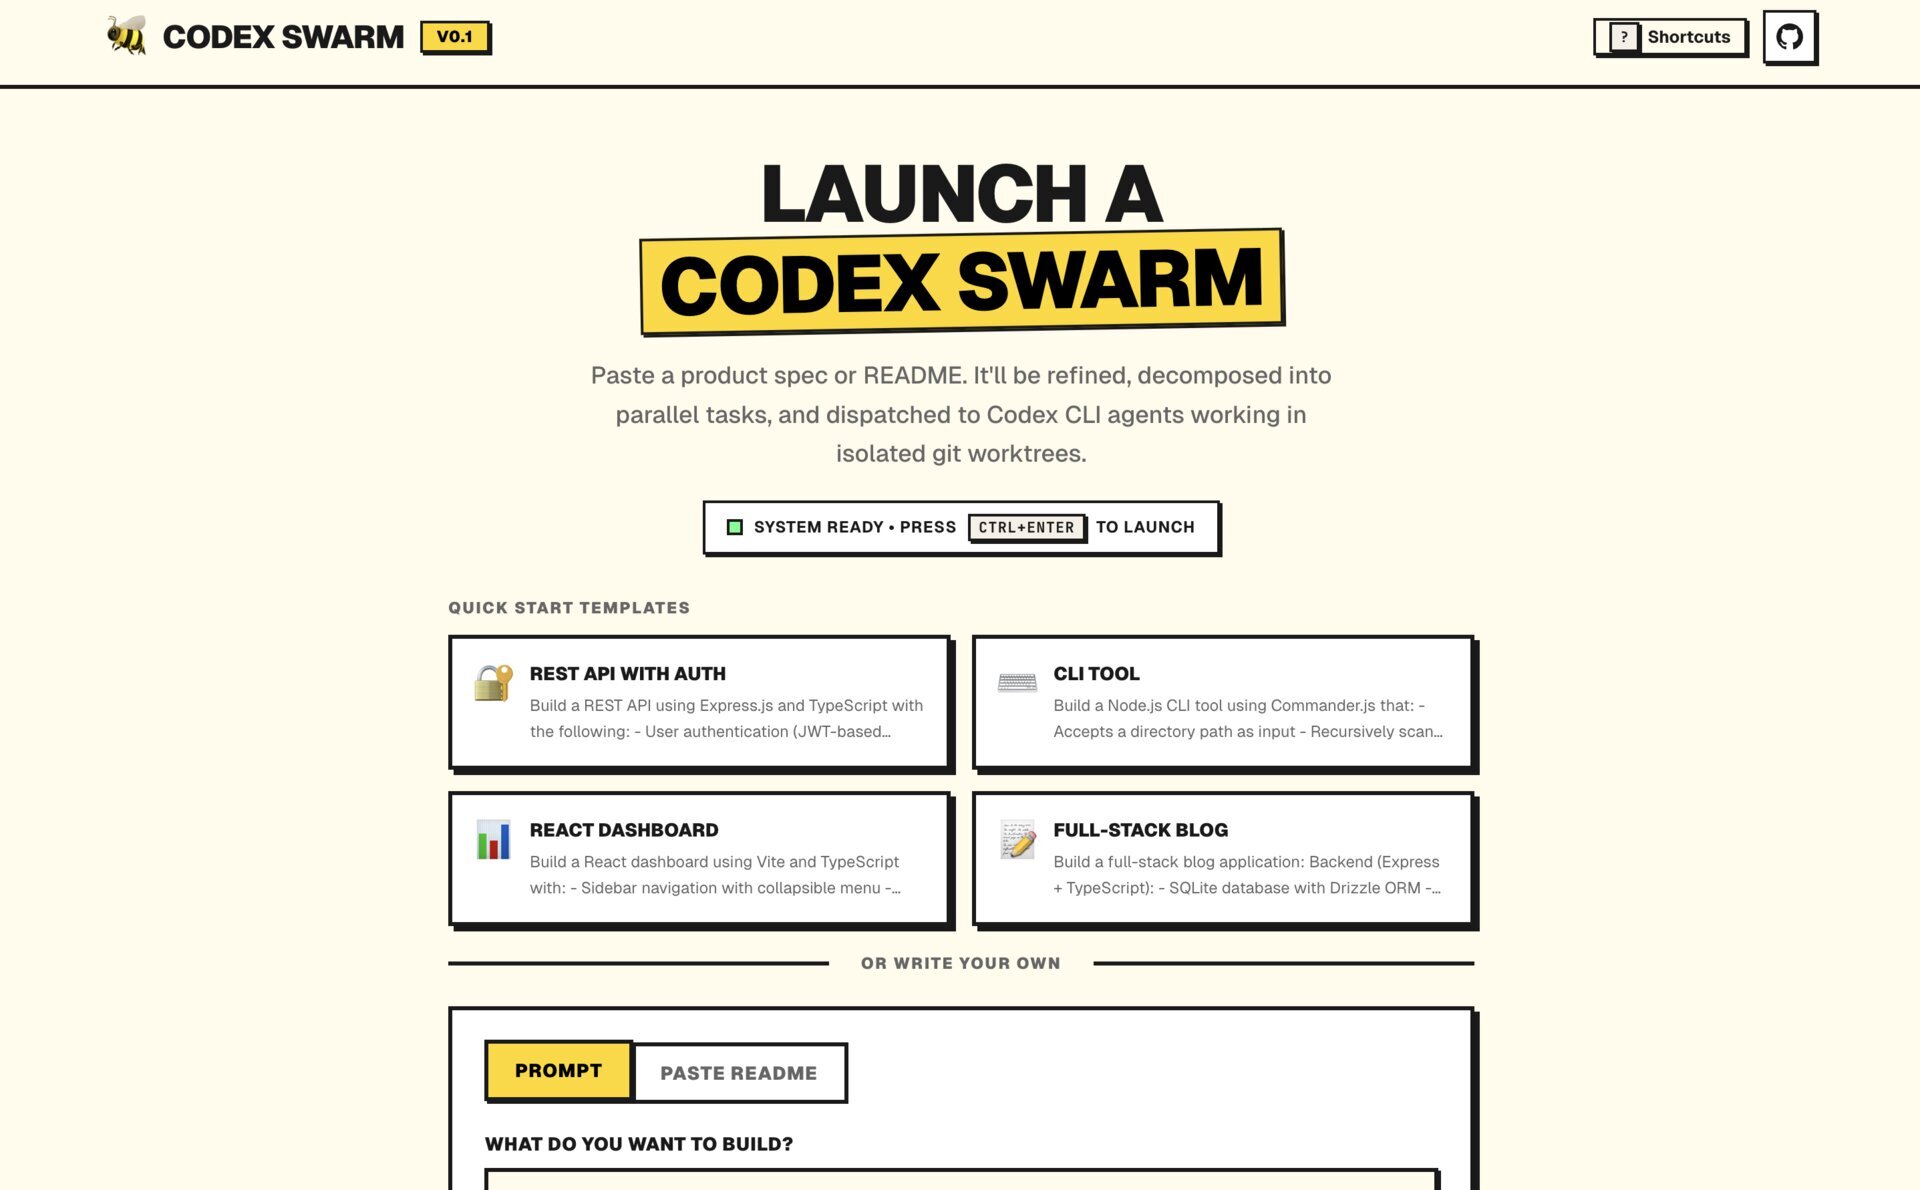 CODEX SWARM
V0.1
? Shortcuts
LAUNCH A
CODEX SWARM
Paste a product spec or README. It'll be refined, decomposed into
parallel tasks, and dispatched to Codex CLI agents working in
isolated git worktrees.
SYSTEM READY • PRESS CTRL+ENTER TO LAUNCH
QUICK START TEMPLATES
REST API WITH AUTH
Build a REST API using Express.js and TypeScript with
the following: - User authentication (JWT-based...
CLI TOOL
Build a Node.js CLI tool using Commander.js that: -
Accepts a directory path as input - Recursively scan...
REACT DASHBOARD
Build a React dashboard using Vite and TypeScript
with: - Sidebar navigation with collapsible menu -...
FULL-STACK BLOG
Build a full-stack blog application: Backend (Express
+ TypeScript): - SQLite database with Drizzle ORM -...
OR WRITE YOUR OWN
PROMPT
PASTE README
WHAT DO YOU WANT TO BUILD?